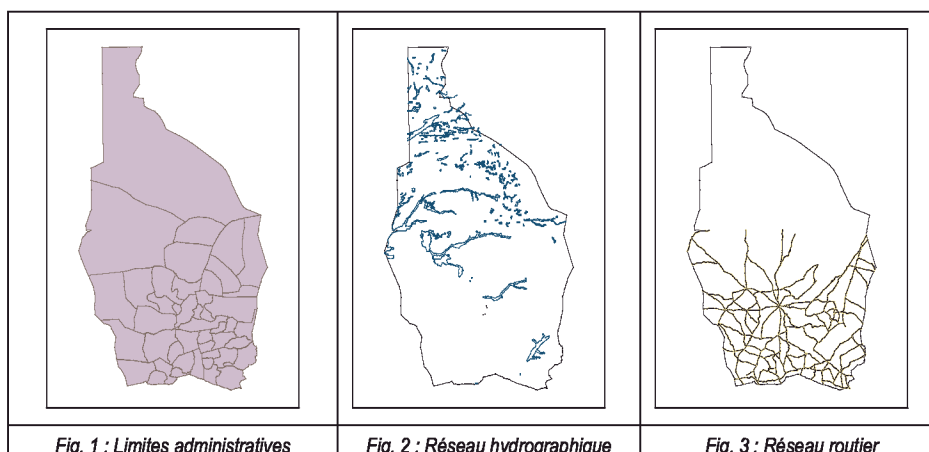 Fig. 1 : Limites administratives
Fig. 2 : Réseau hydrographique
Fig. 3 : Réseau routier